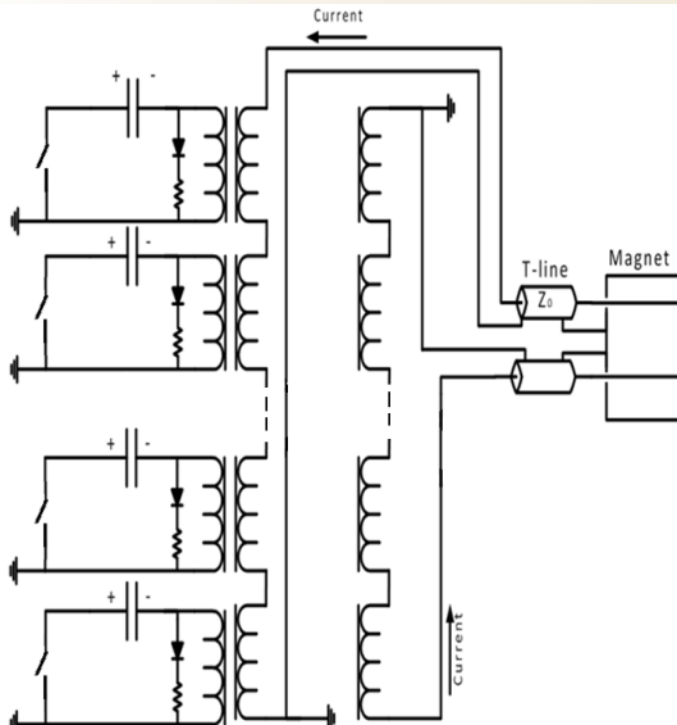 Current
+ -
+ -
T-line
Magnet
Z₀
+ -
+ -
Current